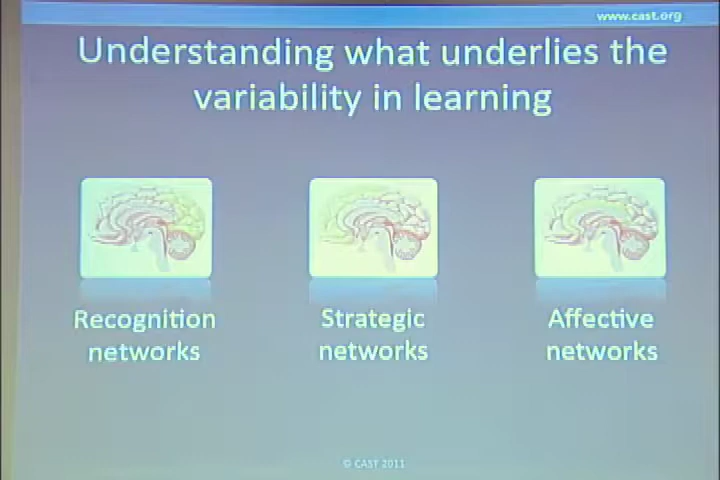 www.cast.org
Understanding what underlies the
variability in learning
Recognition
networks
Strategic
networks
Affective
networks
© CAST 2011